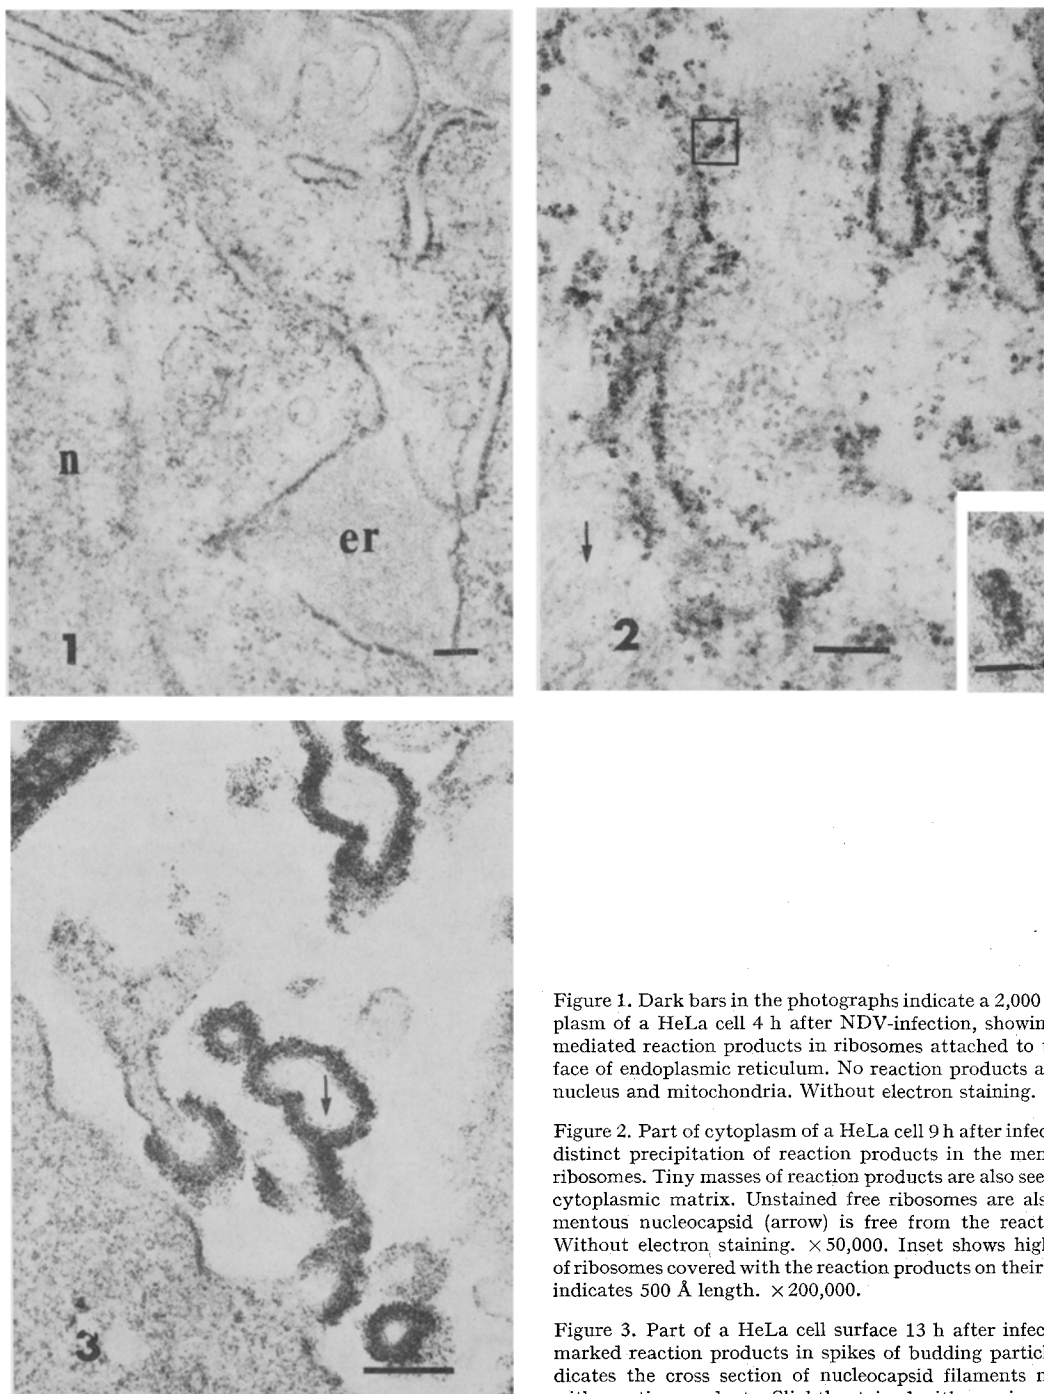 1
n
er
1
2
2
3
Figure 1. Dark bars in the photographs indicate a 2,000
plasm of a HeLa cell 4 h after NDV-infection, showin
mediated reaction products in ribosomes attached to
face of endoplasmic reticulum. No reaction products a
nucleus and mitochondria. Without electron staining.
Figure 2. Part of cytoplasm of a HeLa cell 9 h after infec
distinct precipitation of reaction products in the mem
ribosomes. Tiny masses of reaction products are also see
cytoplasmic matrix. Unstained free ribosomes are als
mentous nucleocapsid (arrow) is free from the react
Without electron staining. ×50,000. Inset shows hig
of ribosomes covered with the reaction products on their
indicates 500 Å length. ×200,000.
Figure 3. Part of a HeLa cell surface 13 h after infec
marked reaction products in spikes of budding particl
dicates the cross section of nucleocapsid filaments